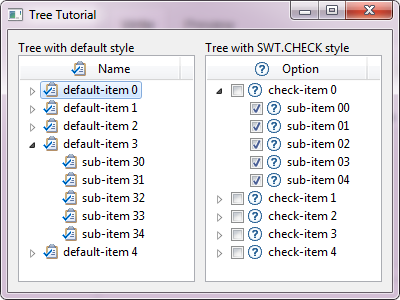 Tree Tutorial
Tree with default style
Name
default-item 0
default-item 1
default-item 2
default-item 3
sub-item 30
sub-item 31
sub-item 32
sub-item 33
sub-item 34
default-item 4
Tree with SWT.CHECK style
Option
check-item 0
sub-item 00
sub-item 01
sub-item 02
sub-item 03
sub-item 04
check-item 1
check-item 2
check-item 3
check-item 4